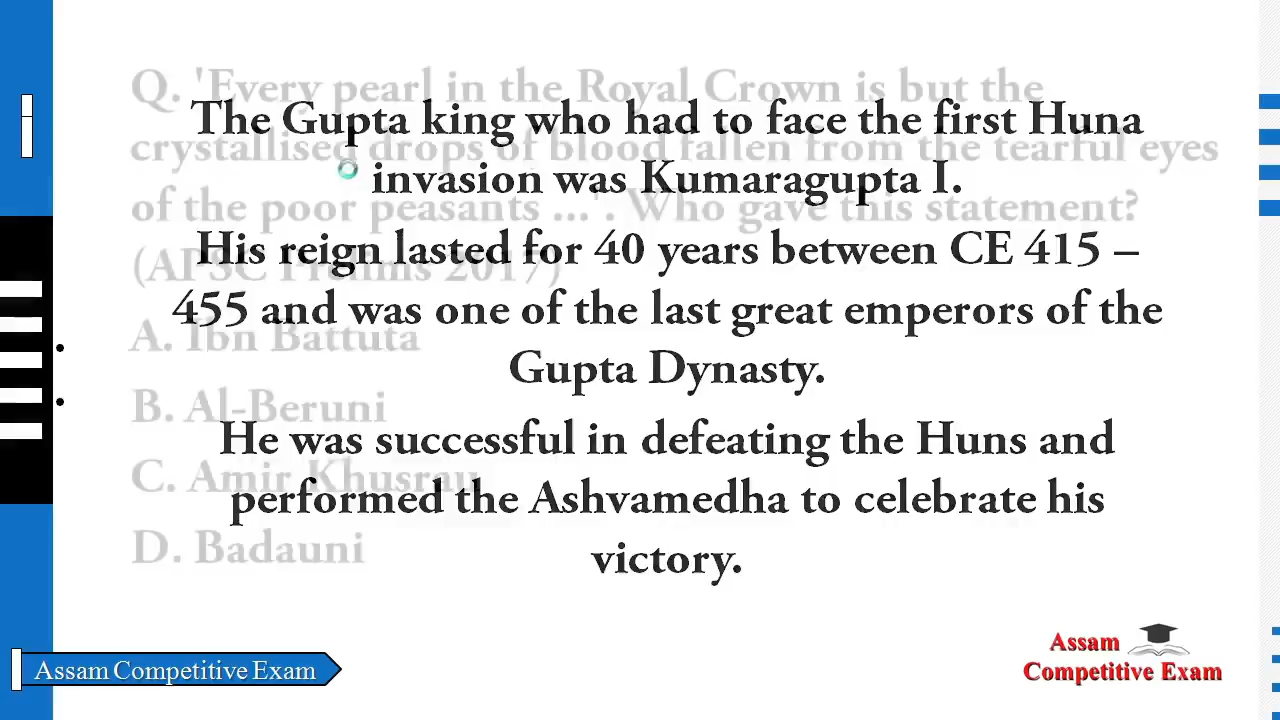 The Gupta king who had to face the first Huna
invasion was Kumaragupta I.
His reign lasted for 40 years between CE 415 –
455 and was one of the last great emperors of the
Gupta Dynasty.
He was successful in defeating the Huns and
performed the Ashvamedha to celebrate his
victory.
Q. 'Every pearl in the Royal Crown is but the
crystallised drops of blood fallen from the tearful eyes
of the poor peasants ...'. Who gave this statement?
(APSC Prelims 2017)
A. Ibn Battuta
B. Al-Beruni
C. Amir Khusrau
D. Badauni
Assam Competitive Exam
Assam
Competitive Exam